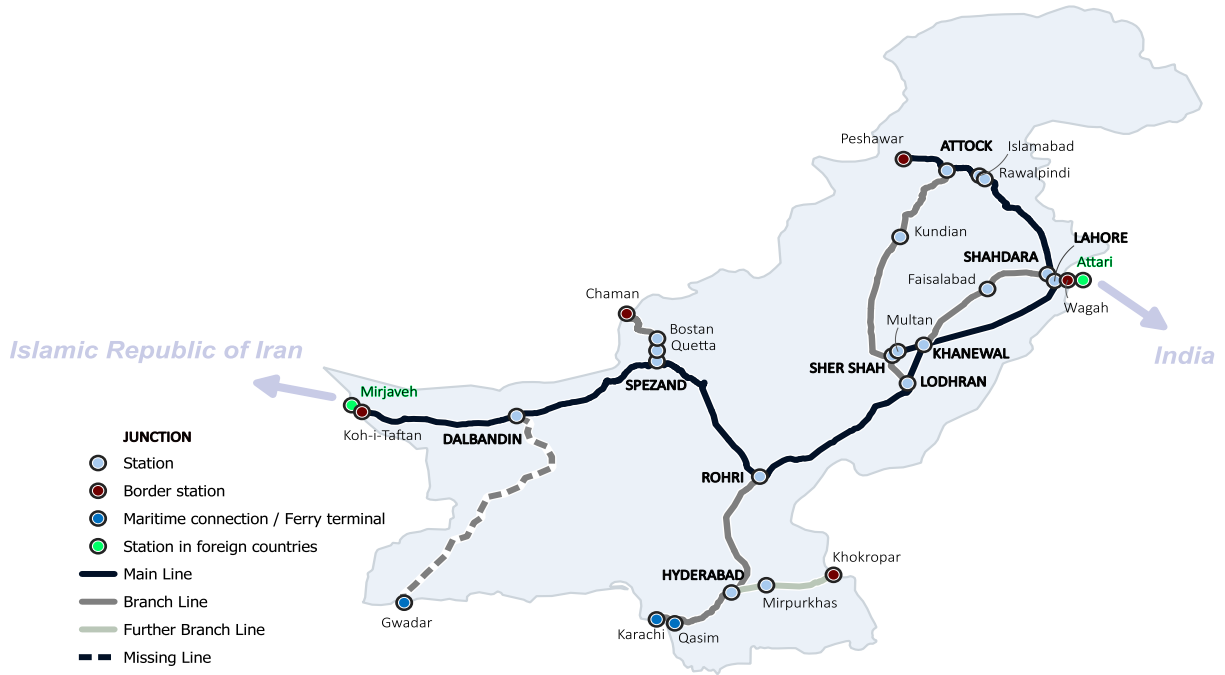 Peshawar
ATTOCK
Islamabad
Rawalpindi
Kundian
LAHORE
SHAHDARA
Attari
Faisalabad
Wagah
Chaman
Multan
Bostan
Quetta
India
Islamic Republic of Iran
KHANEWAL
SHER SHAH
LODHRAN
SPEZAND
Mirjaveh
Koh-i-Taftan
DALBANDIN
ROHRI
JUNCTION
Station
Border station
Maritime connection / Ferry terminal
Station in foreign countries
Main Line
Branch Line
Further Branch Line
Missing Line
Khokropar
HYDERABAD
Mirpurkhas
Gwadar
Karachi
Qasim